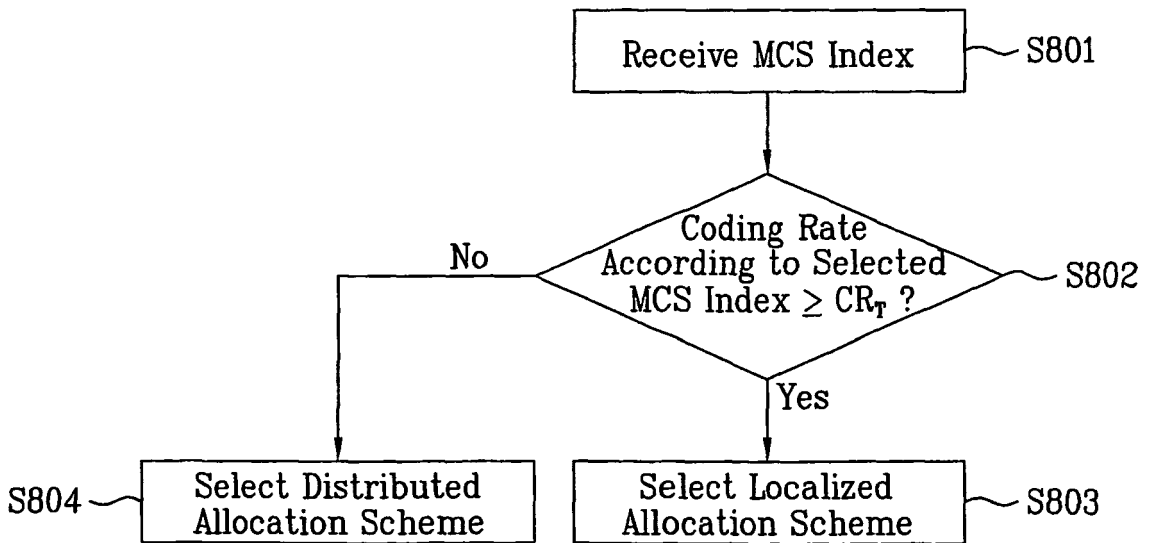 Receive MCS Index
S801
Coding Rate
According to Selected
MCS Index ≥ CR_T ?
S802
No
Yes
Select Distributed
Allocation Scheme
S804
Select Localized
Allocation Scheme
S803